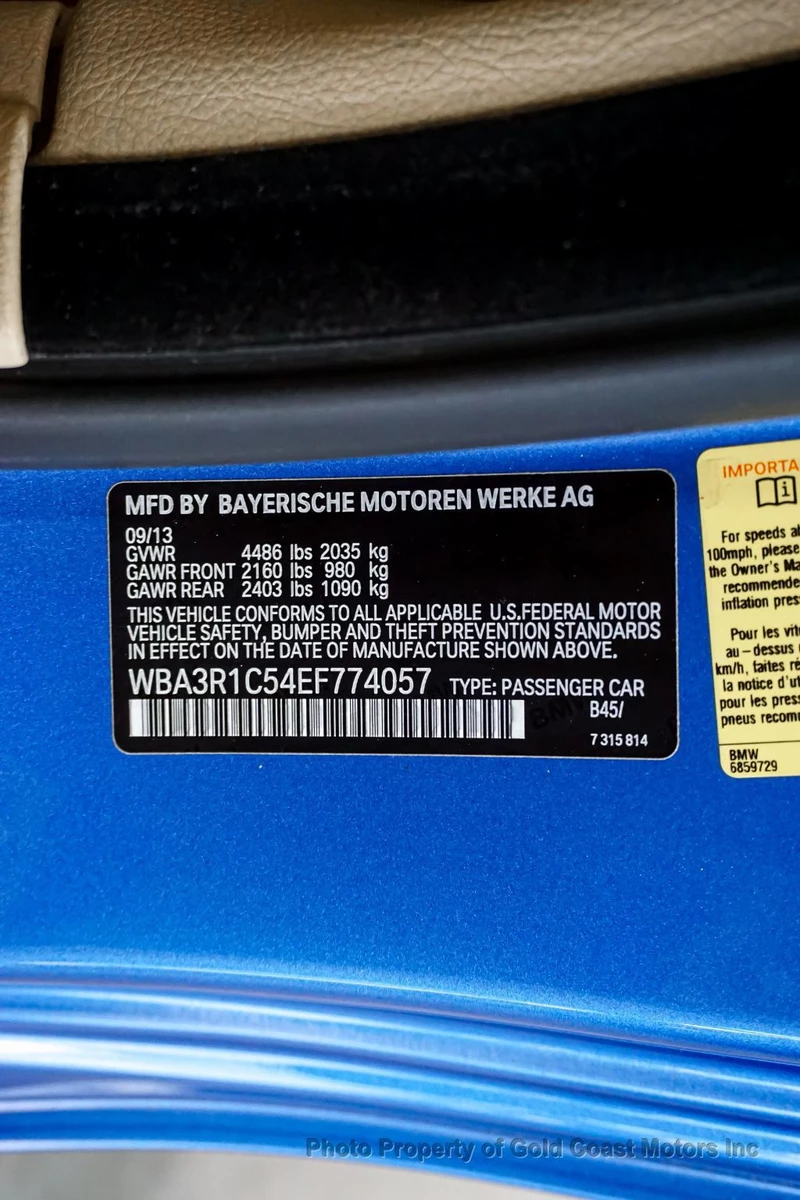 MFD BY BAYERISCHE MOTOREN WERKE AG
09/13
GVWR 4486 lbs 2035 kg
GAWR FRONT 2160 lbs 980 kg
GAWR REAR 2403 lbs 1090 kg
THIS VEHICLE CONFORMS TO ALL APPLICABLE U.S.FEDERAL MOTOR
VEHICLE SAFETY, BUMPER AND THEFT PREVENTION STANDARDS
IN EFFECT ON THE DATE OF MANUFACTURE SHOWN ABOVE.
WBA3R1C54EF774057 TYPE: PASSENGER CAR
B45/
7 315 814
IMPORTA
For speeds a
100mph, please
the Owner's Ma
recommende
inflation pres
Pour les vit
au – dessus
km/h, faites ré
la notice d'ut
pour les press
pneus recom
BMW
6859729
Photo Property of Gold Coast Motors Inc